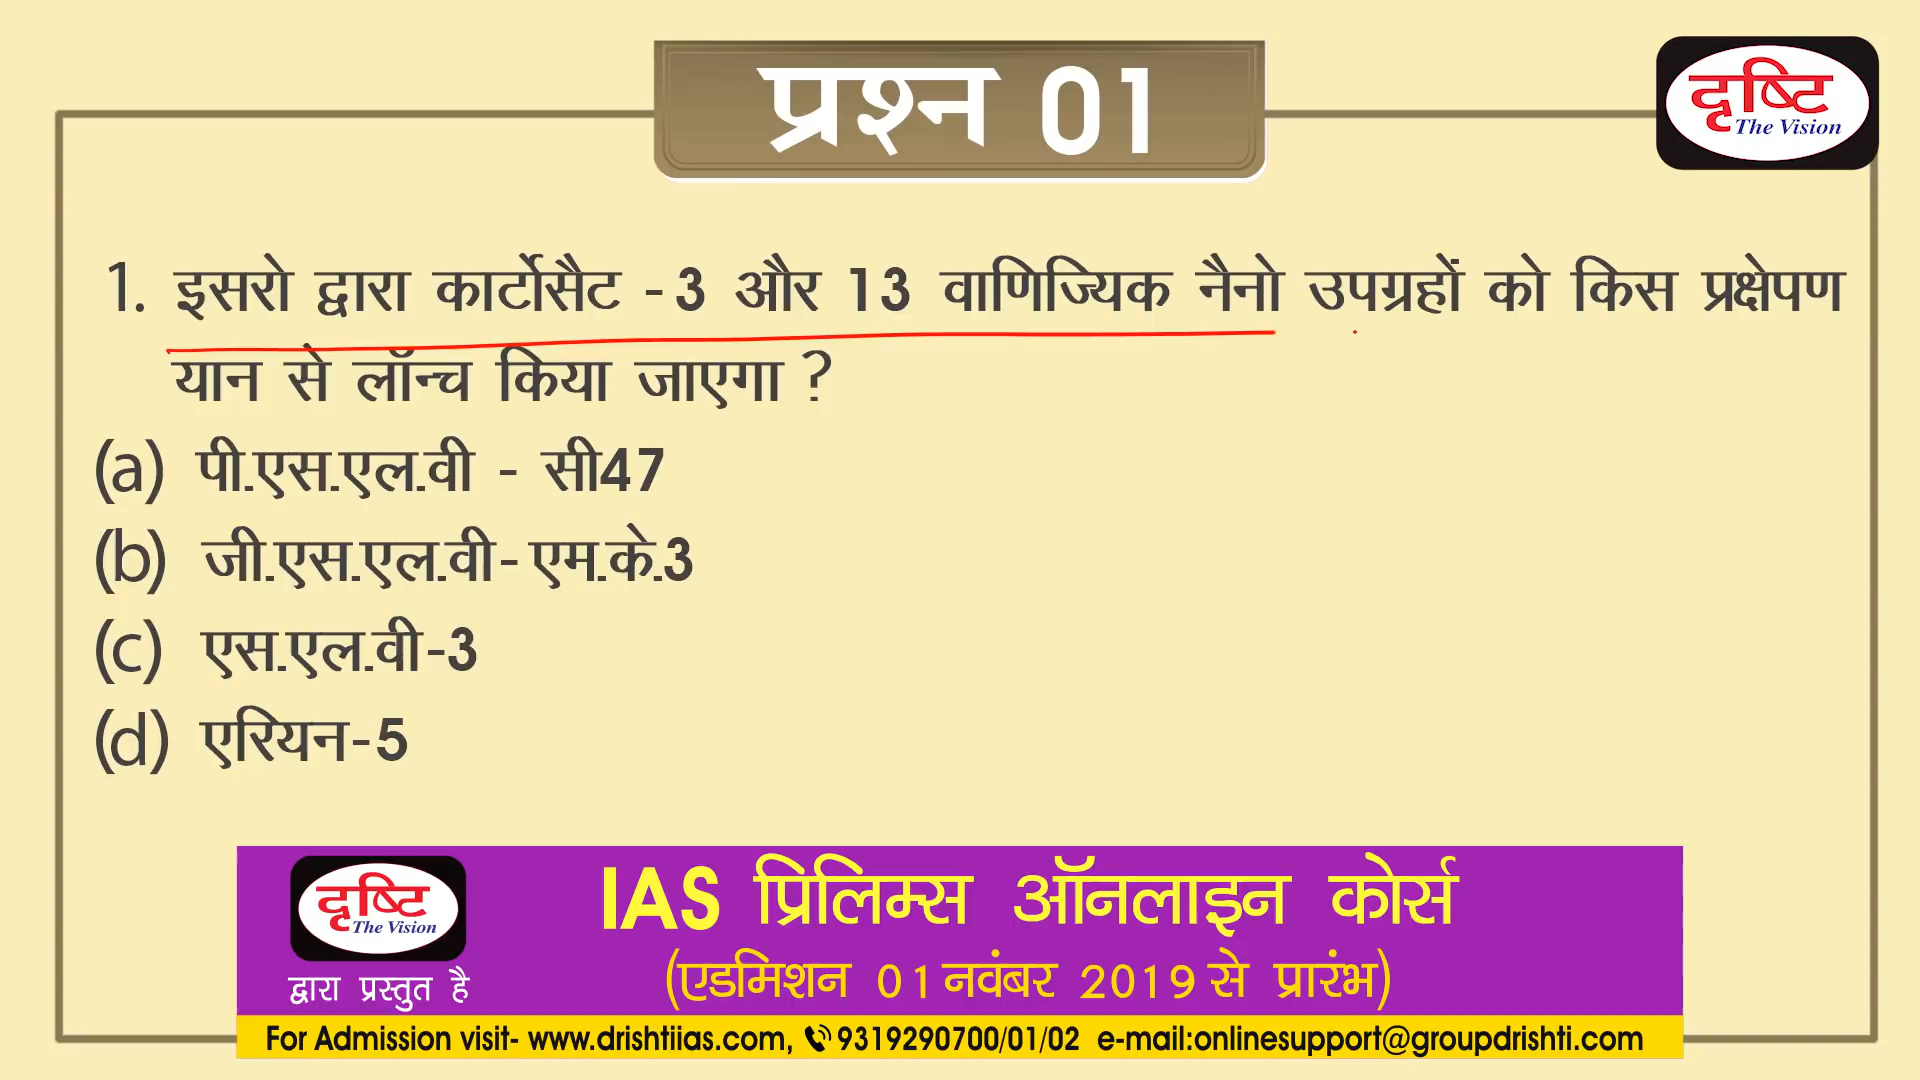 प्रश्न 01
दृष्टि
The Vision
1. इसरो द्वारा कार्टोसैट -3 और 13 वाणिज्यिक नैनो उपग्रहों को किस प्रक्षेपण
यान से लॉन्च किया जाएगा ?
(a) पी.एस.एल.वी - सी47
(b) जी.एस.एल.वी-एम.के.3
(c) एस.एल.वी-3
(d) एरियन-5
दृष्टि
The Vision
द्वारा प्रस्तुत है
IAS प्रिलिम्स ऑनलाइन कोर्स
(एडमिशन 01 नवंबर 2019 से प्रारंभ)
For Admission visit- www.drishtiias.com, 9319290700/01/02 e-mail:onlinesupport@groupdrishti.com